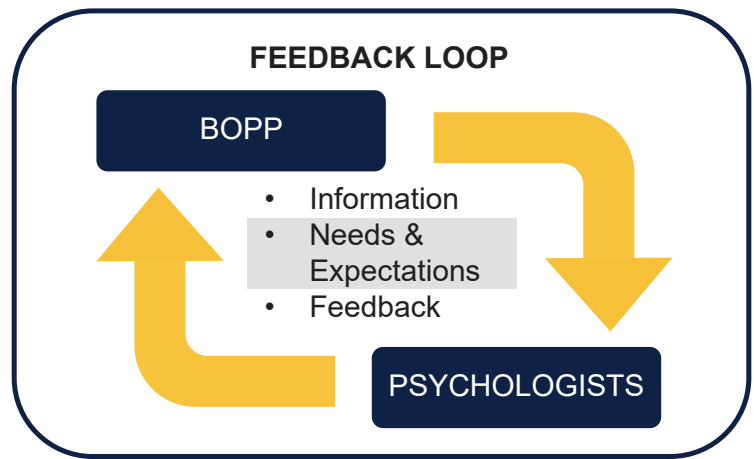 FEEDBACK LOOP
BOPP
• Information
• Needs &
Expectations
• Feedback
PSYCHOLOGISTS